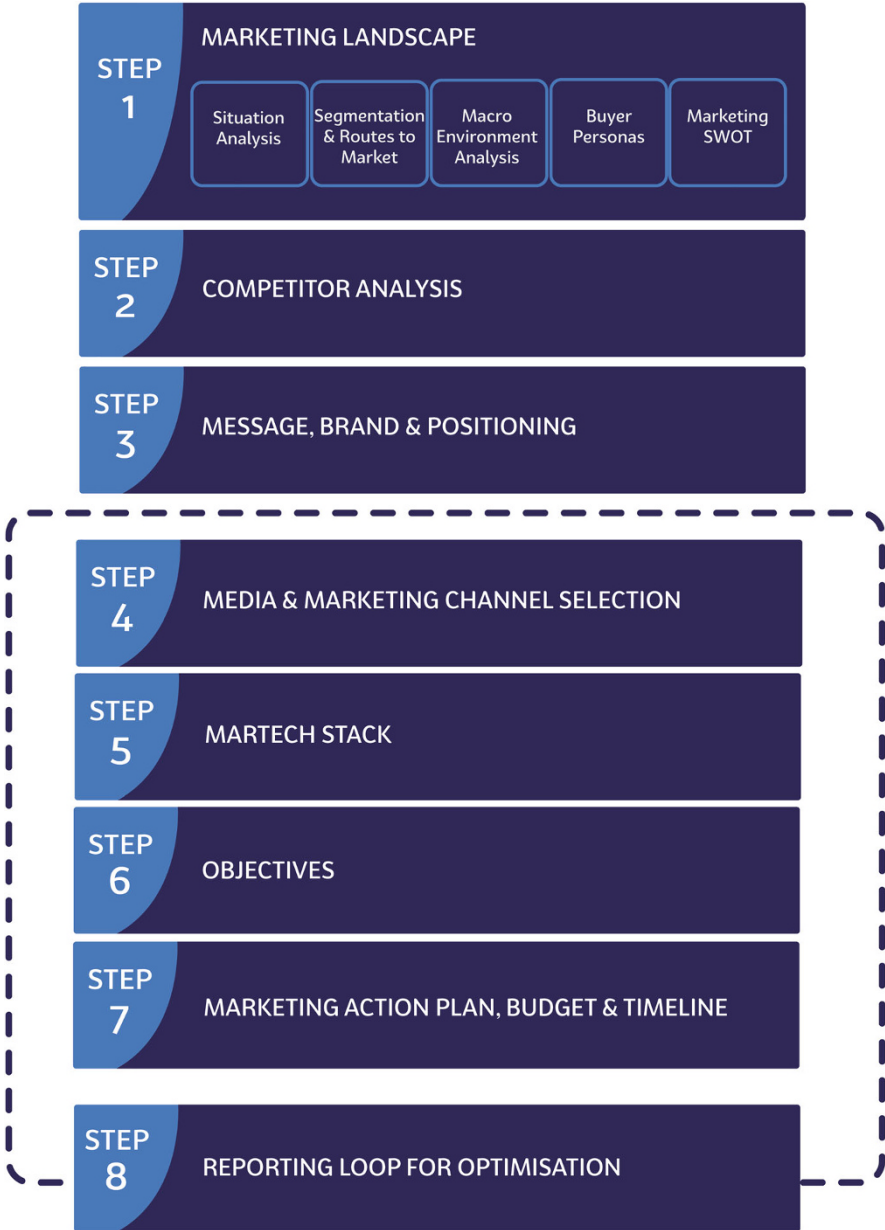 STEP
1
MARKETING LANDSCAPE
Situation
Analysis
Segmentation
& Routes to
Market
Macro
Environment
Analysis
Buyer
Personas
Marketing
SWOT
STEP
2
COMPETITOR ANALYSIS
STEP
3
MESSAGE, BRAND & POSITIONING
STEP
4
MEDIA & MARKETING CHANNEL SELECTION
STEP
5
MARTECH STACK
STEP
6
OBJECTIVES
STEP
7
MARKETING ACTION PLAN, BUDGET & TIMELINE
STEP
8
REPORTING LOOP FOR OPTIMISATION